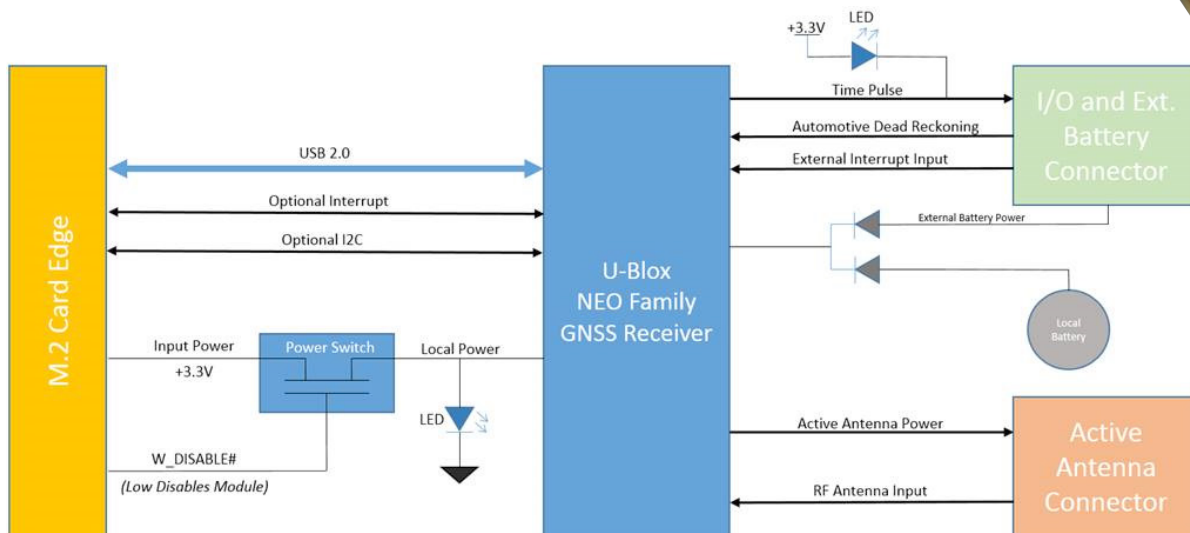 LED
+3.3V
Time Pulse
I/O and Ext.
Battery
Connector
Automotive Dead Reckoning
External Interrupt Input
External Battery Power
Local
Battery
USB 2.0
Optional Interrupt
Optional I2C
M.2 Card Edge
U-Blox
NEO Family
GNSS Receiver
Input Power
+3.3V
Power Switch
Local Power
LED
W_DISABLE#
(Low Disables Module)
Active Antenna Power
RF Antenna Input
Active
Antenna
Connector